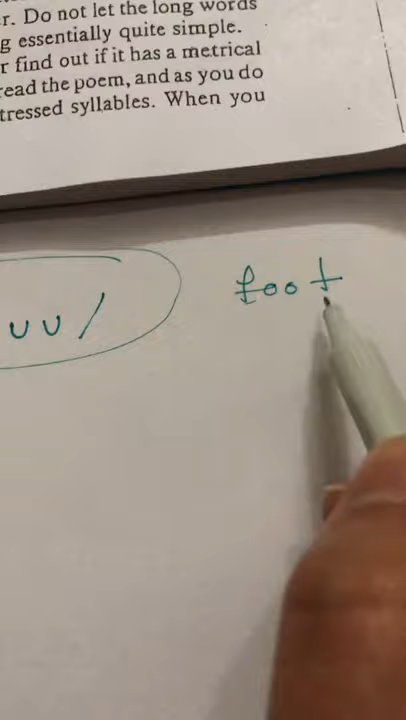 r. Do not let the long words
g essentially quite simple.
r find out if it has a metrical
read the poem, and as you do
tressed syllables. When you
∪ ∪ /
foot